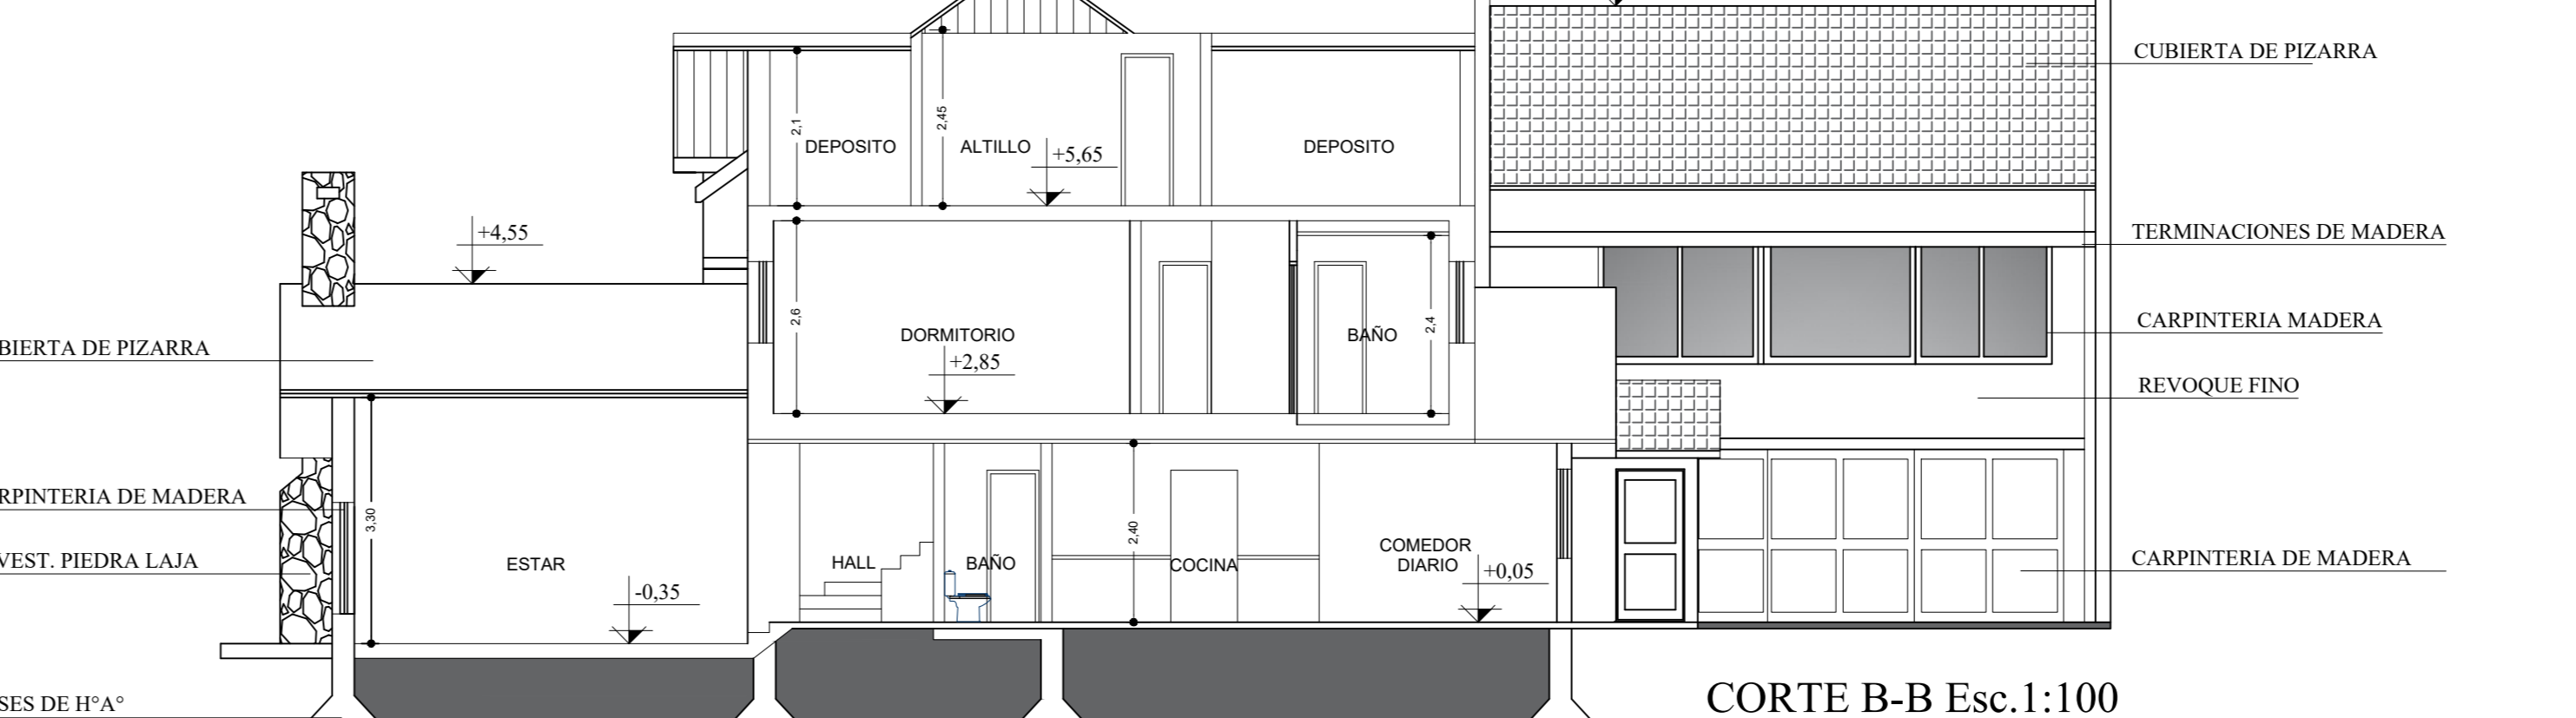 CUBIERTA DE PIZARRA
2,1
2,45
DEPOSITO
ALTILLO
+5,65
DEPOSITO
+4,55
TERMINACIONES DE MADERA
2,6
DORMITORIO
+2,85
BAÑO
2,4
CARPINTERIA MADERA
BIERTA DE PIZARRA
REVOQUE FINO
RPINTERIA DE MADERA
3,30
2,40
VEST. PIEDRA LAJA
ESTAR
-0,35
HALL
BAÑO
COCINA
COMEDOR
DIARIO
+0,05
CARPINTERIA DE MADERA
SES DE H°A°
CORTE B-B Esc.1:100